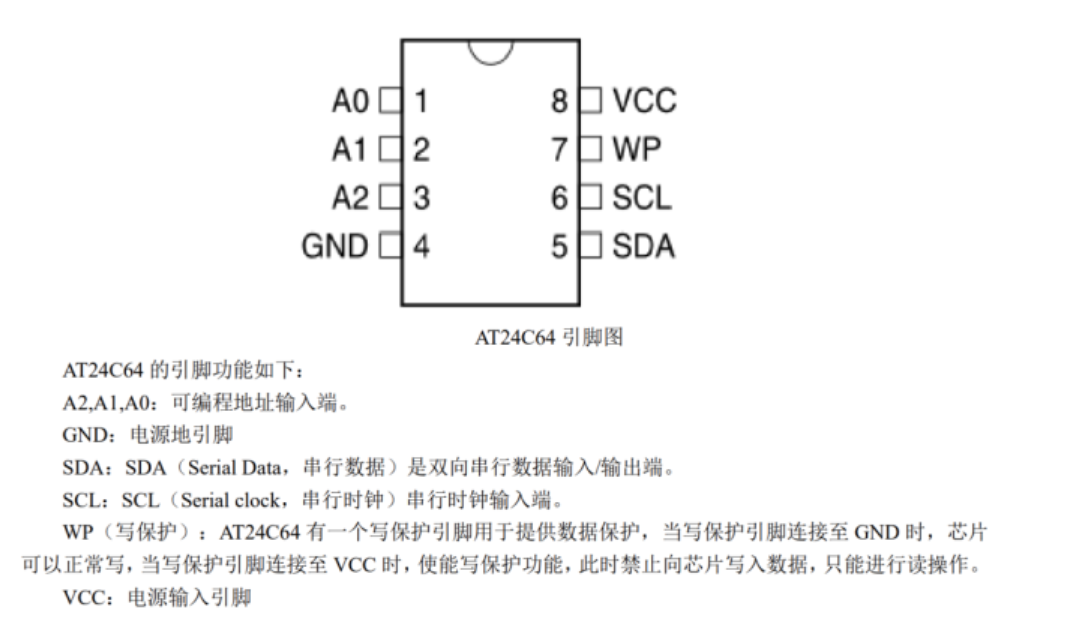 A0 1 8 VCC
A1 2 7 WP
A2 3 6 SCL
GND 4 5 SDA
AT24C64 引脚图
AT24C64 的引脚功能如下：
A2,A1,A0：可编程地址输入端。
GND：电源地引脚
SDA：SDA（Serial Data，串行数据）是双向串行数据输入/输出端。
SCL：SCL（Serial clock，串行时钟）串行时钟输入端。
WP（写保护）：AT24C64 有一个写保护引脚用于提供数据保护，当写保护引脚连接至 GND 时，芯片
可以正常写，当写保护引脚连接至 VCC 时，使能写保护功能，此时禁止向芯片写入数据，只能进行读操作。
VCC：电源输入引脚